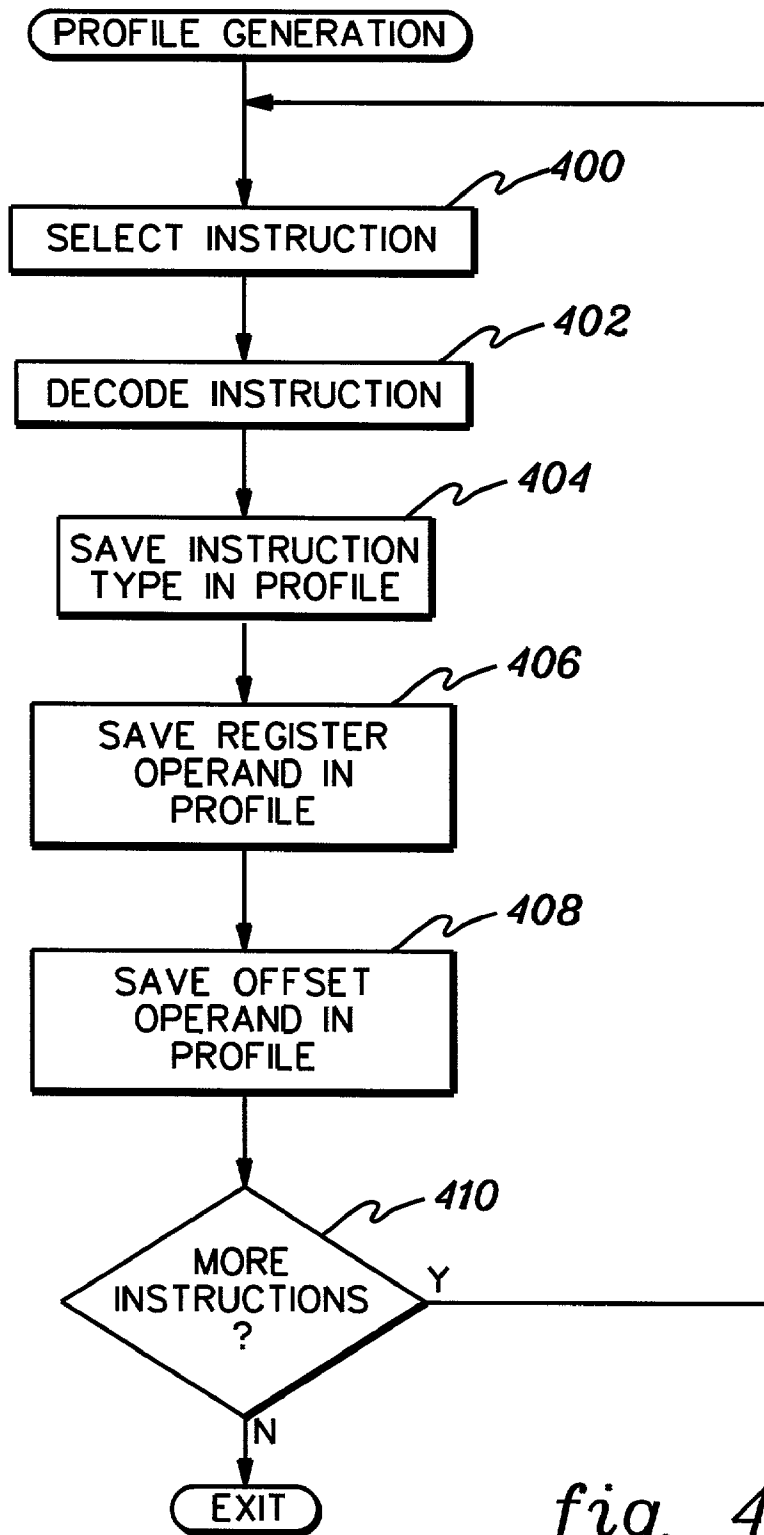 PROFILE GENERATION
400
SELECT INSTRUCTION
402
DECODE INSTRUCTION
404
SAVE INSTRUCTION
TYPE IN PROFILE
406
SAVE REGISTER
OPERAND IN
PROFILE
408
SAVE OFFSET
OPERAND IN
PROFILE
410
MORE
INSTRUCTIONS
?
Y
N
EXIT
fig. 4